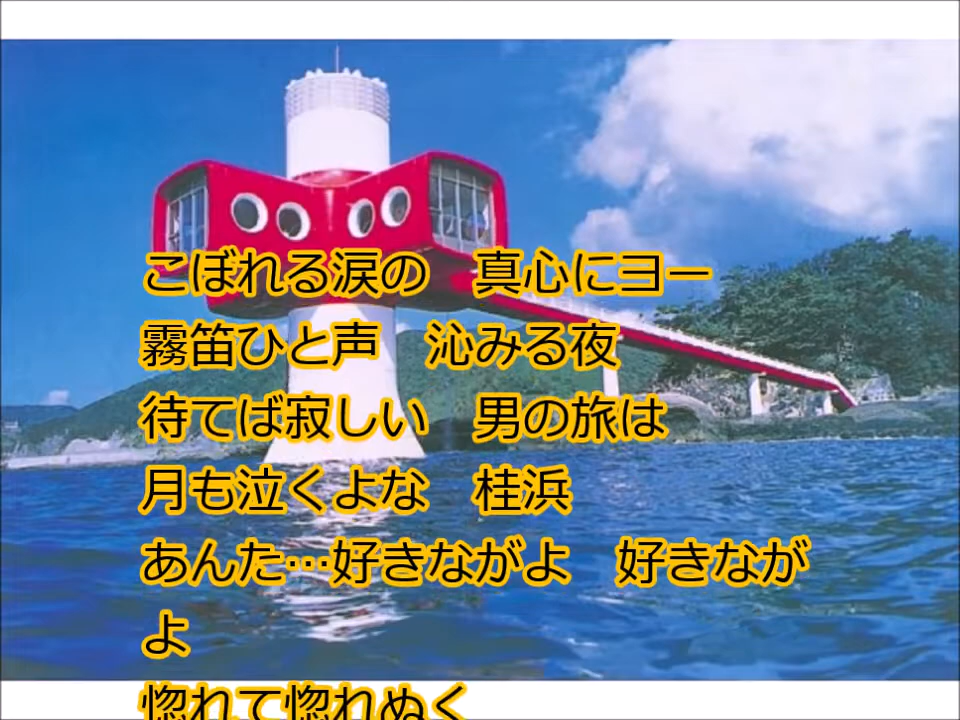 こぼれる涙の　真心にヨー
霧笛ひと声　沁みる夜
待てば寂しい　男の旅は
月も泣くよな　桂浜
あんた…好きながよ　好きなが
よ
惚れて惚れぬく